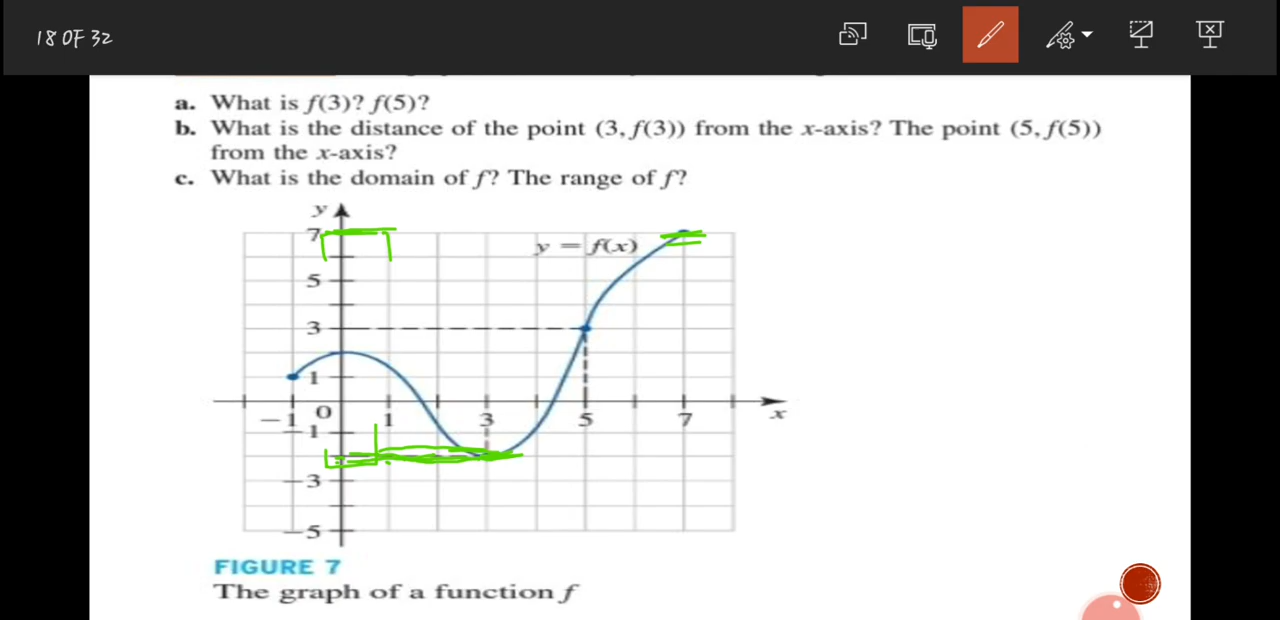 18 OF 32
a. What is f(3)? f(5)?
b. What is the distance of the point (3, f(3)) from the x-axis? The point (5, f(5))
from the x-axis?
c. What is the domain of f? The range of f?
y
7
y = f(x)
5
3
1
-1 0 1 3 5 7 x
-1
-3
-5
FIGURE 7
The graph of a function f